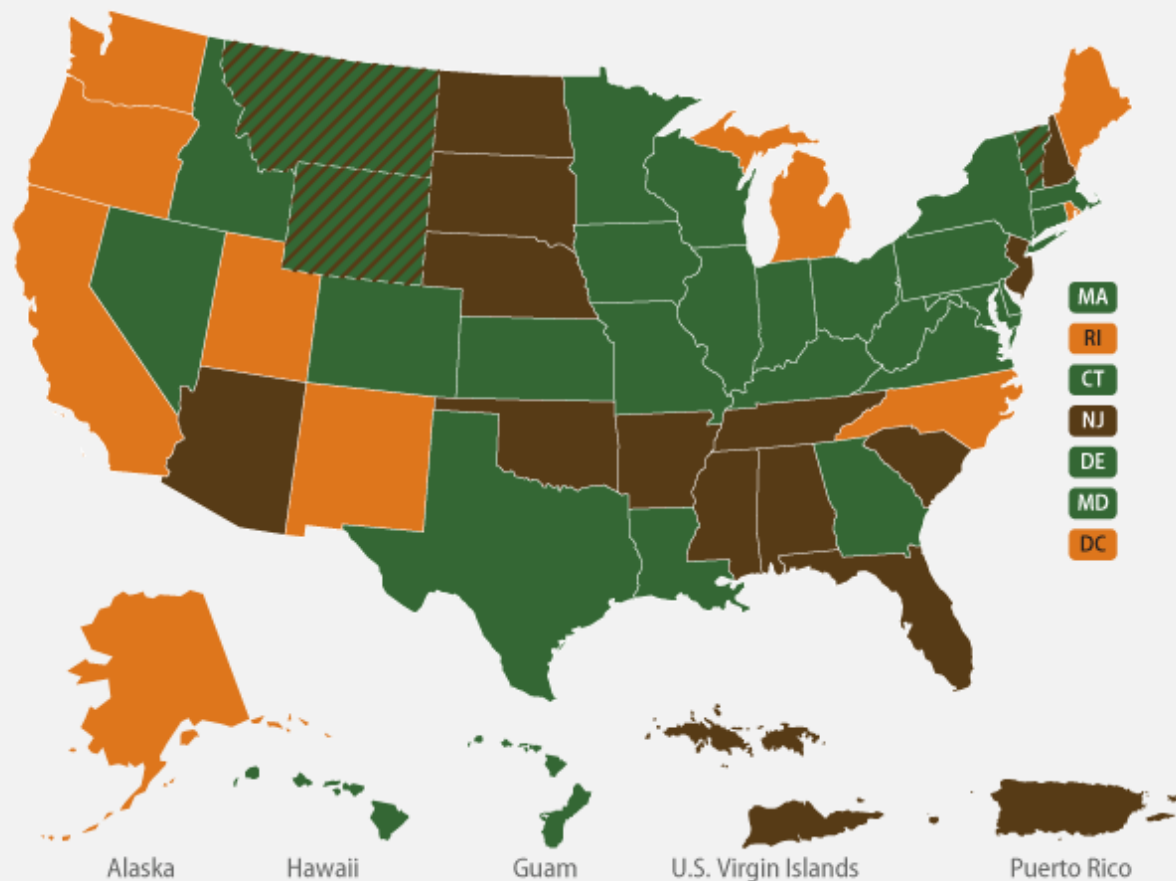 MA
RI
CT
NJ
DE
MD
DC
Alaska
Hawaii
Guam
U.S. Virgin Islands
Puerto Rico